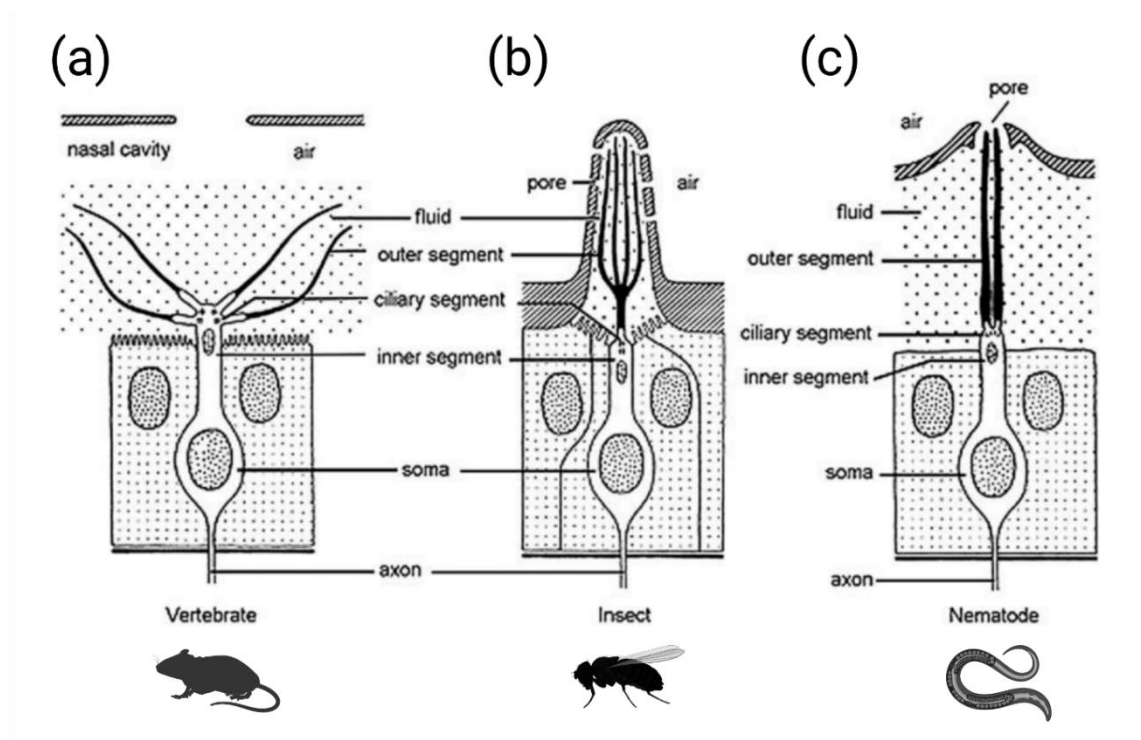 (a)
nasal cavity
air
fluid
outer segment
ciliary segment
inner segment
soma
axon
Vertebrate
(b)
pore
air
Insect
(c)
pore
air
fluid
outer segment
ciliary segment
inner segment
soma
axon
Nematode